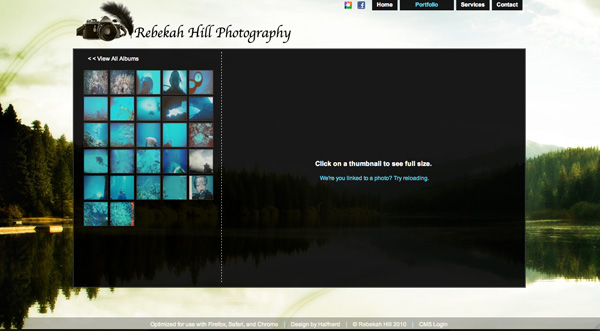 Home Portfolio Services Contact
Rebekah Hill Photography
< < View All Albums
Click on a thumbnail to see full size.
We're you linked to a photo? Try reloading.
Optimized for use with Firefox, Safari, and Chrome | Design by Halfnerd | © Rebekah Hill 2010 | CMS Login